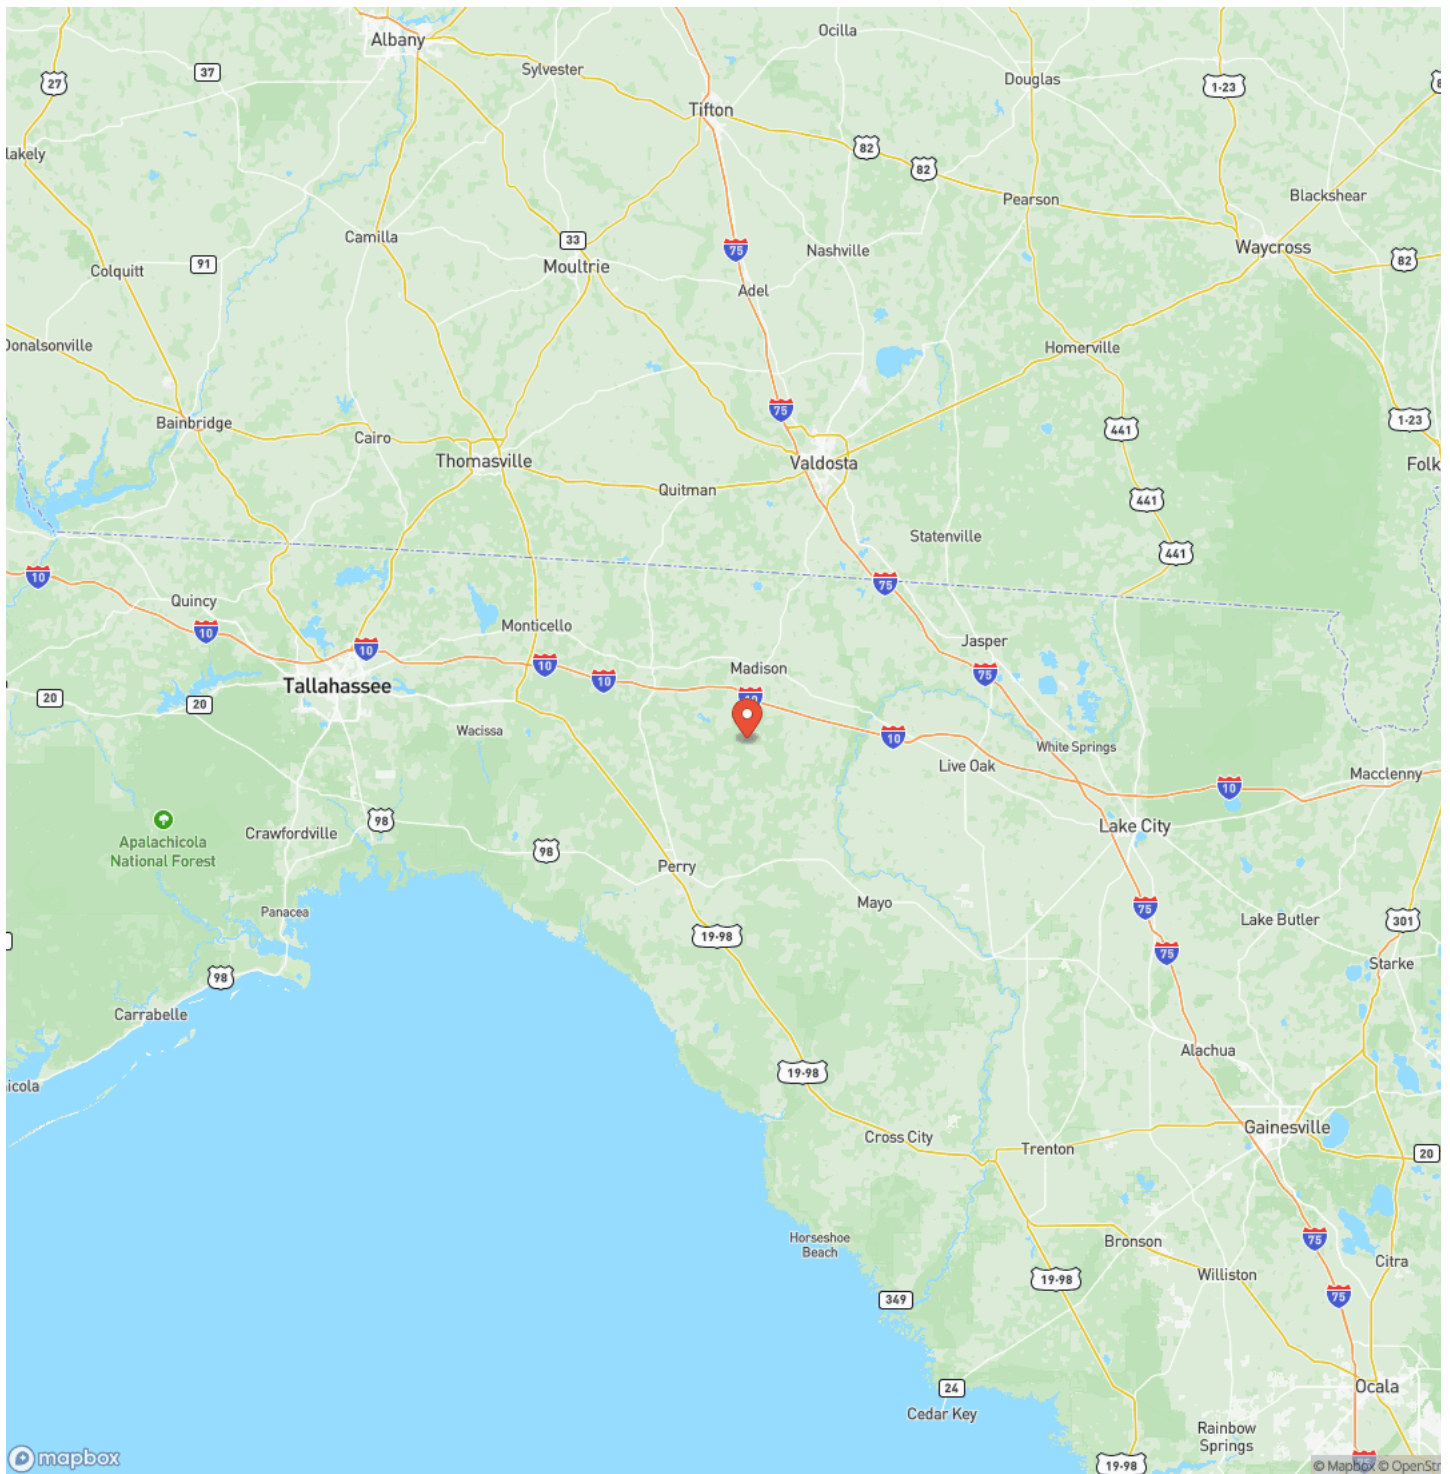 Albany
Ocilla
37
27
Sylvester
Douglas
1-23
Tifton
82
lakely
82
Blackshear
Pearson
Camilla
33
Nashville
75
Waycross
91
Moultrie
82
Colquitt
Adel
Donalsonville
Homerville
75
1-23
Bainbridge
441
Cairo
Thomasville
Valdosta
Folk
Quitman
441
Statenville
441
10
75
Quincy
10
Monticello
Jasper
10
10
Madison
75
10
Tallahassee
20
20
10
Wacissa
10
White Springs
Live Oak
Macclenny
10
98
Lake City
Crawfordville
Apalachicola
National Forest
98
Perry
Mayo
75
Panacea
Lake Butler
301
19-98
75
Starke
98
Carrabelle
Alachua
19-98
icola
Gainesville
Cross City
Trenton
20
Horseshoe
Beach
Bronson
75
Citra
Williston
19-98
349
75
24
Ocala
Cedar Key
Rainbow
Springs
mapbox
75
19-98
© Mapbox © OpenStr